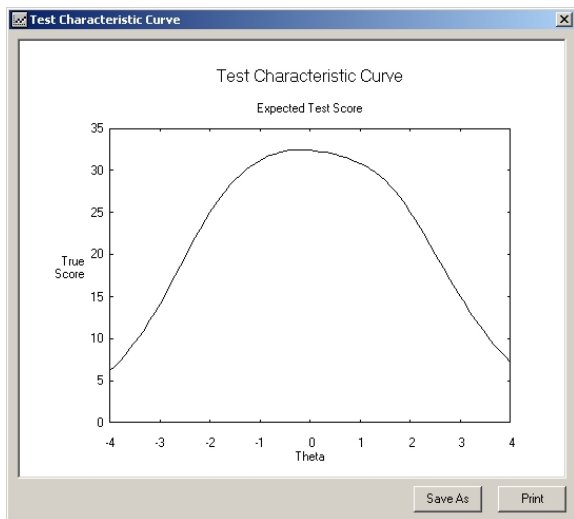 Test Characteristic Curve
Test Characteristic Curve
Expected Test Score
35
30
25
20
15
10
5
0
True
Score
-4 -3 -2 -1 0 1 2 3 4
Theta
Save As Print